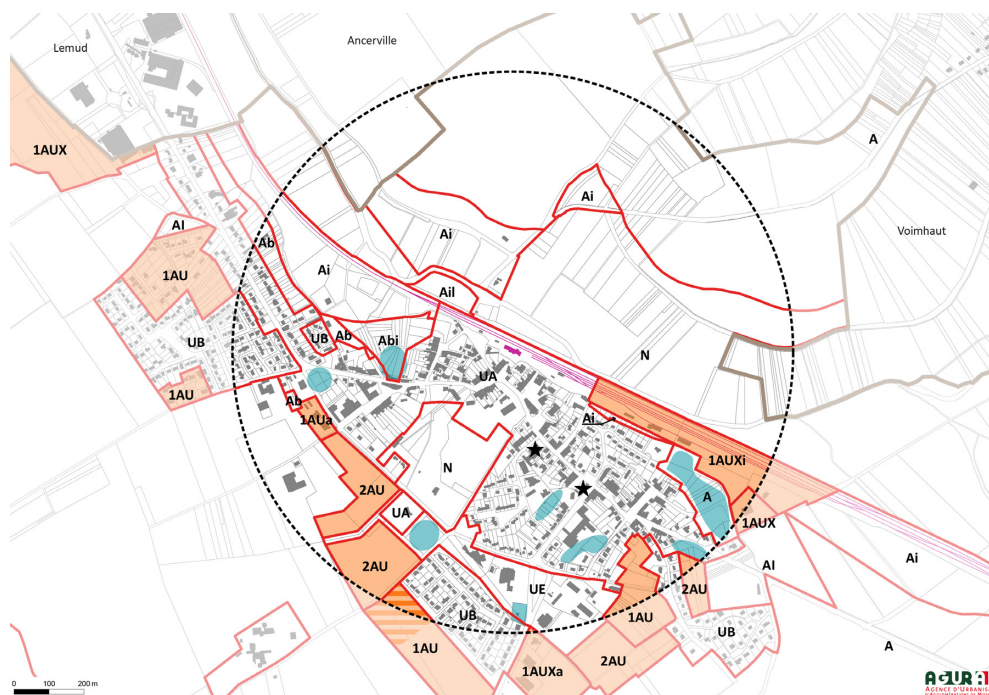 Lemud
Ancerville
1AUX
A
Ai
AI
Ab
Voimhaut
Ai
1AU
Ai
Ail
UB
UB
Ab
Abi
N
UA
1AU
Ab
1AUa
Ai
N
1AUXi
2AU
A
UA
1AUX
2AU
Ai
AI
UE
2AU
UB
1AU
UB
1AU
2AU
A
1AUXa
0 100 200 m
AGURAM
AGENCE D'URBANISME